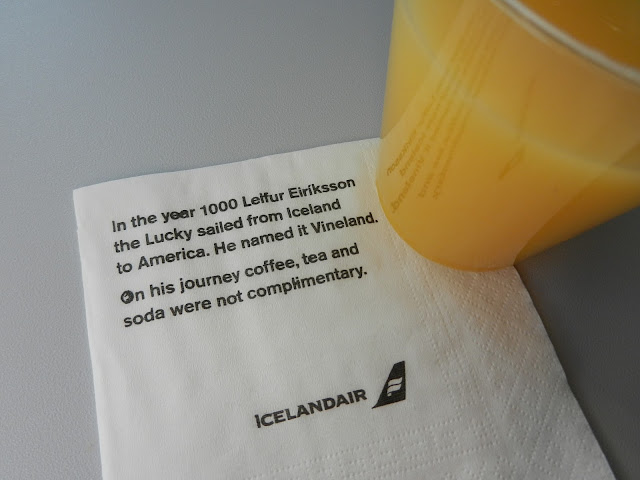 In the year 1000 Leifur Eiríksson
the Lucky sailed from Iceland
to America. He named it Vineland.
On his journey coffee, tea and
soda were not complimentary.
ICELANDAIR